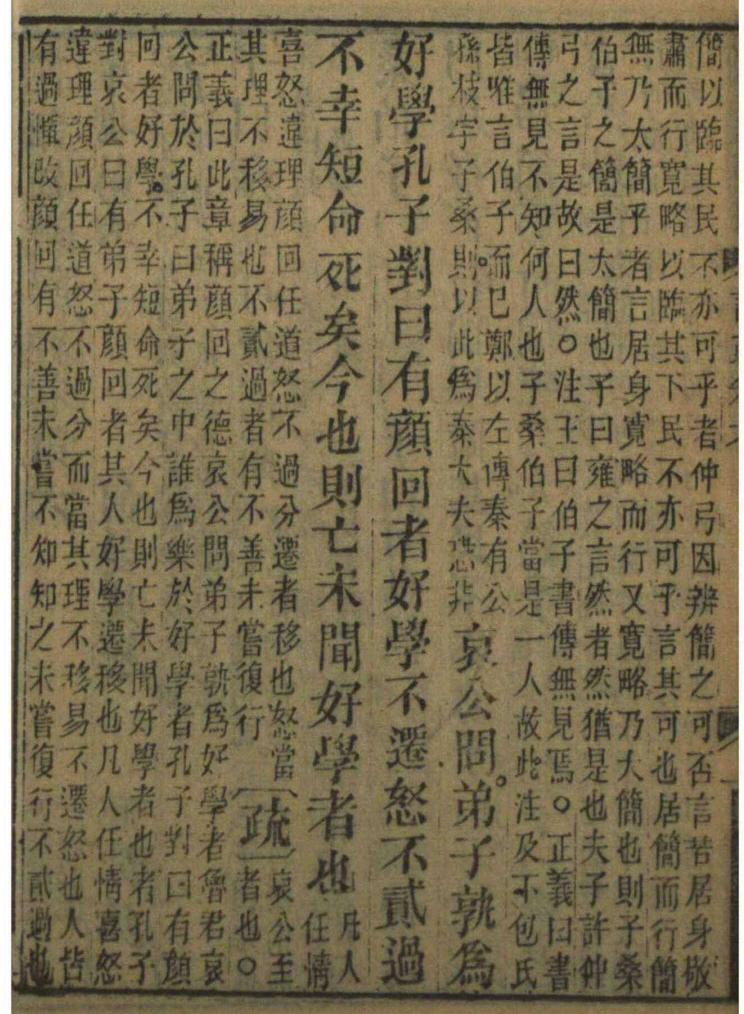 簡以臨其民不亦可乎者仲弓因辨簡之可否言若居身敬
肅而行寬略以臨其下民不亦可乎言其可也居簡而行簡
無乃大簡乎者言居身寬略而行又寬略乃大簡也則子桑
伯子之簡是太簡也子曰雍之言然者然猶是也夫子許仲
弓之言是故曰然○注王曰伯子書傳無見焉○正義曰書
傳無見不知何人也子桑伯子當是一人故此注及下包氏
皆唯言伯子而已鄭以左傳秦有公
孫枝字子桑則以此為秦大夫恐非
哀公問弟子孰為
好學孔子對曰有顏回者好學不遷怒不貳過
不幸短命死矣今也則亡未聞好學者也
凡人
任情
喜怒違理顏回任道怒不過分遷者移也怒當
其理不移易也不貳過者有不善未嘗復行
疏
哀公至
者也○
正義曰此章稱顏回之德哀公問弟子孰爲好學者魯君哀
公問於孔子曰弟子之中誰爲樂於好學者孔子對曰有顏
回者好學不幸短命死矣今也則亡未聞好學者也者孔子
對哀公曰有弟子顏回者其人好學遷移也凡人任情喜怒
違理顏回任道怒不過分而當其理不移易不遷怒也人皆
有過憚改顏回有不善未嘗不知知之未嘗復行不貳過也